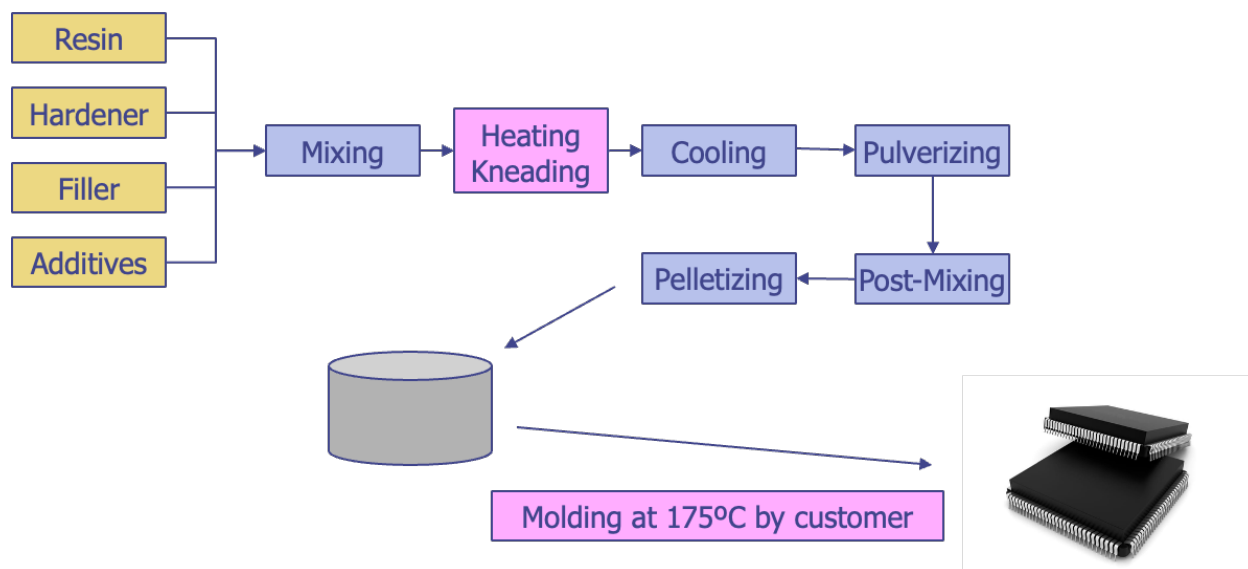 Resin
Hardener
Filler
Additives
Mixing
Heating
Kneading
Cooling
Pulverizing
Post-Mixing
Pelletizing
Molding at 175ºC by customer